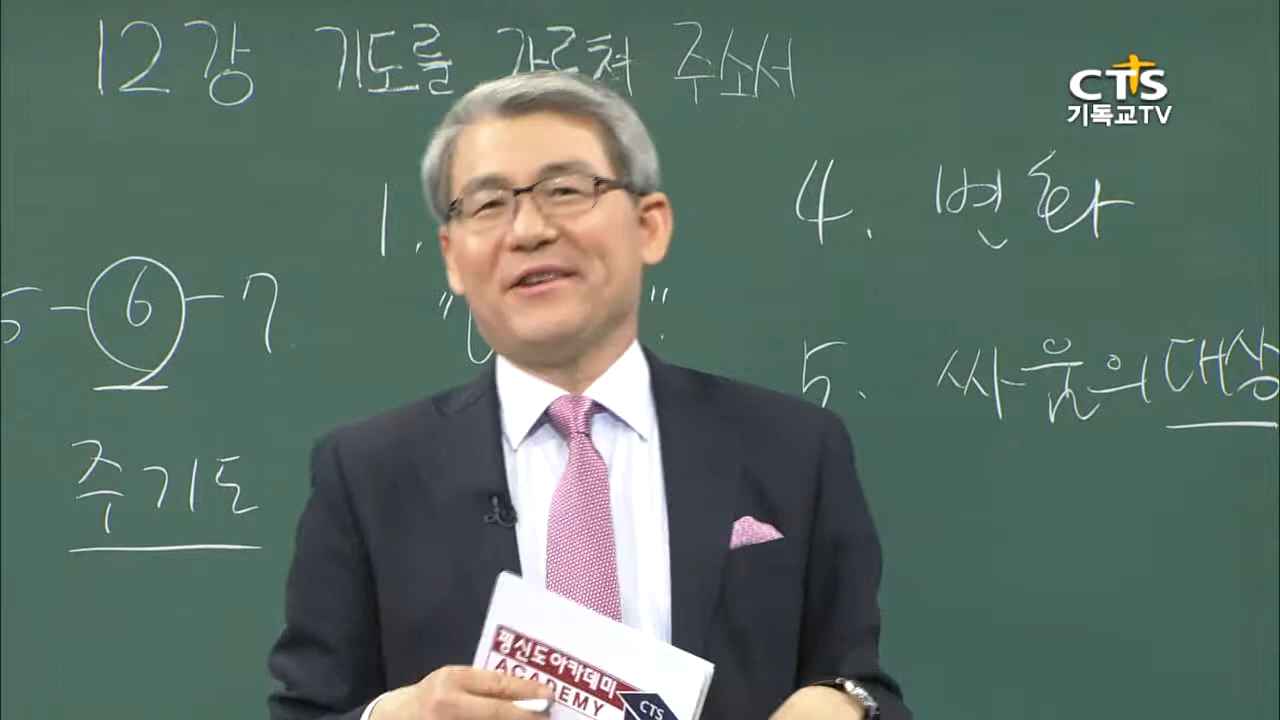 12강 기도를 가르쳐 주소서
CTS
기독교TV
1.
4. 변화
5-6-7
"
"
5. 싸움의 대상
주기도
평신도아카데미
ACADEMY
CTS